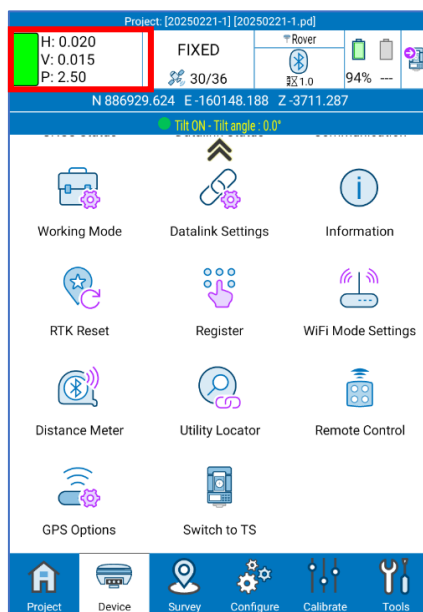 Project: [20250221-1] [20250221-1.pd]
H: 0.020
V: 0.015
P: 2.50
FIXED
30/36
Rover
1.0
94%
---
N 886929.624 E -160148.188 Z -3711.287
Tilt ON - Tilt angle : 0.0°
Working Mode
Datalink Settings
Information
RTK Reset
Register
WiFi Mode Settings
Distance Meter
Utility Locator
Remote Control
GPS Options
Switch to TS
Project
Device
Survey
Configure
Calibrate
Tools